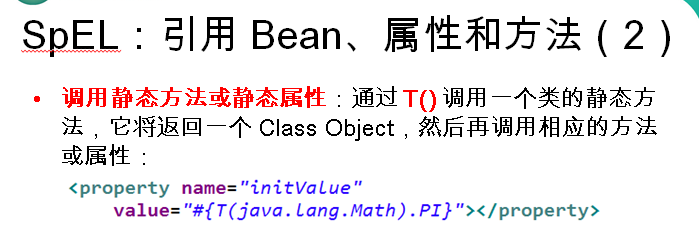 SpEL：引用 Bean、属性和方法（2）
• 调用静态方法或静态属性：通过 T() 调用一个类的静态方
法，它将返回一个 Class Object，然后再调用相应的方法
或属性：
<property name="initValue"
value="#{T(java.lang.Math).PI}"></property>